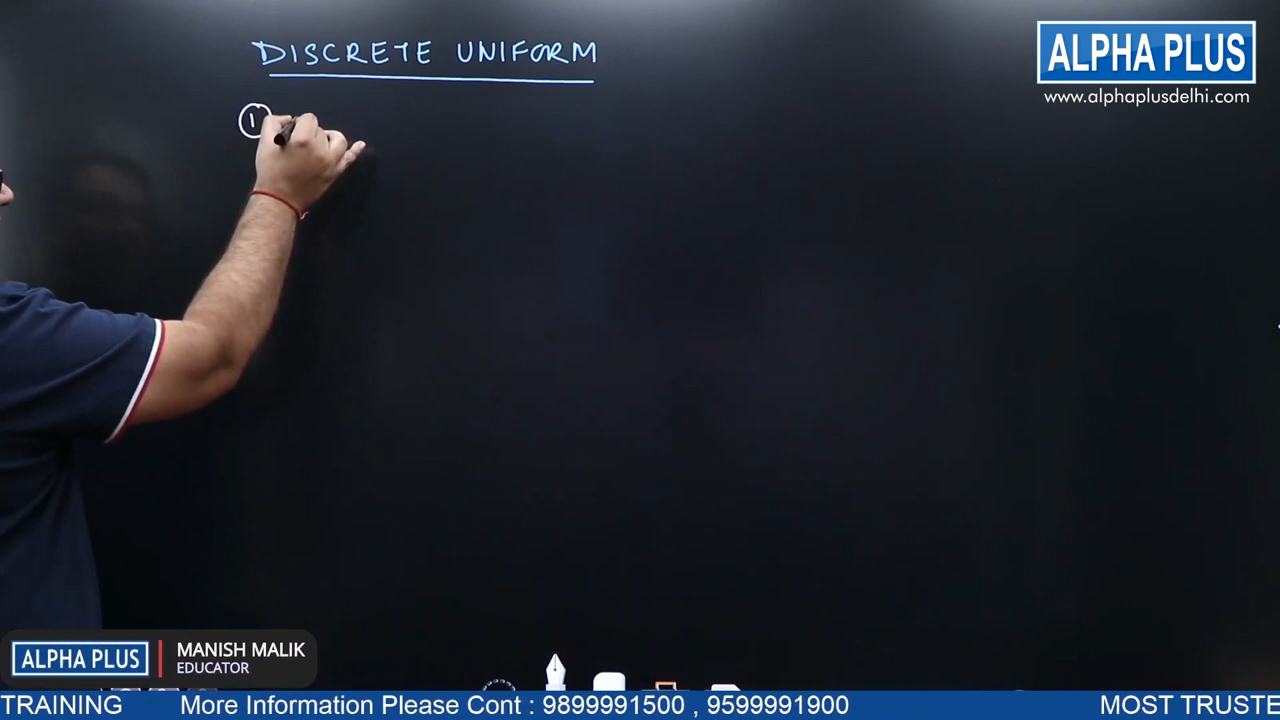 DISCRETE UNIFORM
ALPHA PLUS
www.alphaplusdelhi.com
1
ALPHA PLUS
MANISH MALIK
EDUCATOR
TRAINING More Information Please Cont : 9899991500 , 9599991900 MOST TRUSTE